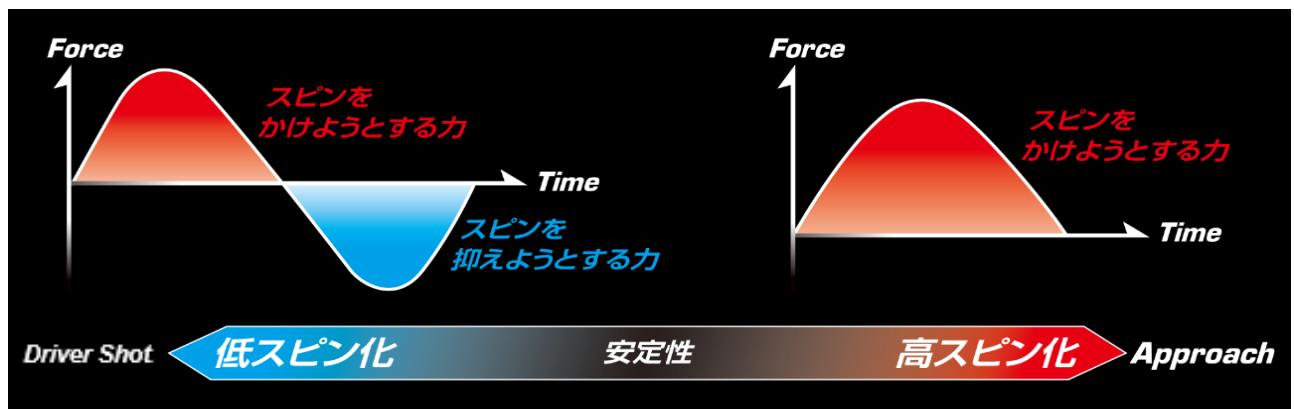 Force
スピンを
かけようとする力
Time
スピンを
抑えようとする力
Force
スピンを
かけようとする力
Time
Driver Shot 低スピン化 安定性 高スピン化 Approach